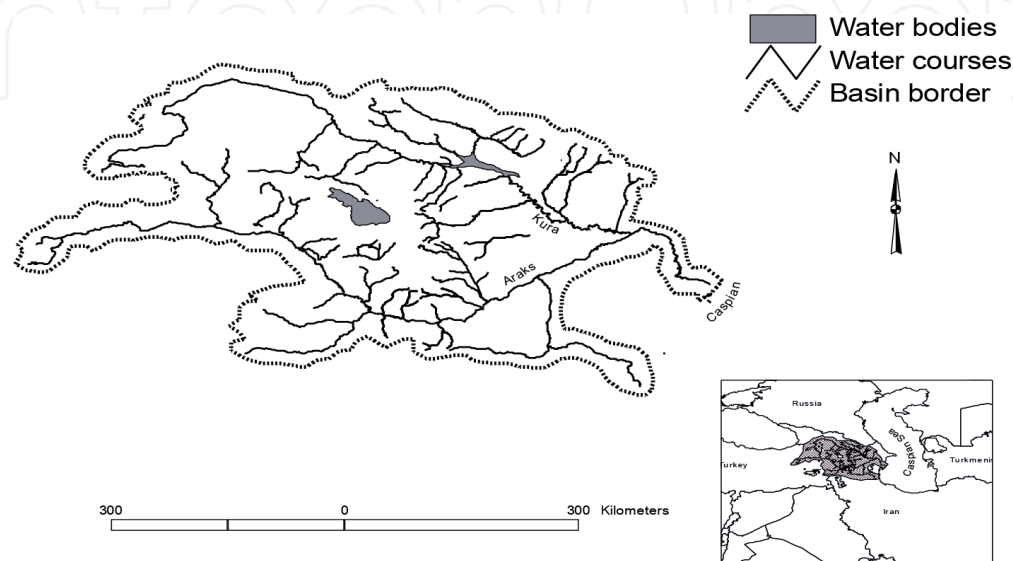 Water bodies
Water courses
Basin border
N
Kura
Araks
Caspian
Russia
Caspian Sea
Turkey
Turkmeni
Iran
300 0 300 Kilometers